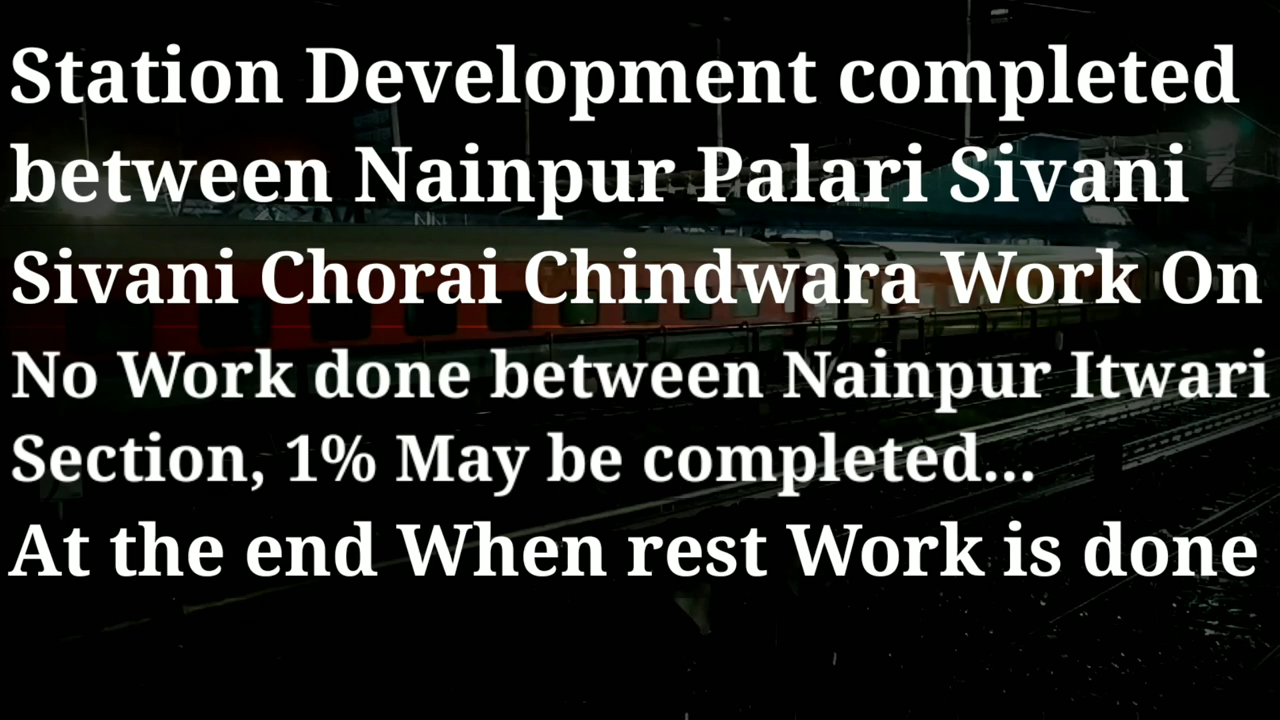 Station Development completed
between Nainpur Palari Sivani
Sivani Chorai Chindwara Work On
No Work done between Nainpur Itwari
Section, 1% May be completed...
At the end When rest Work is done